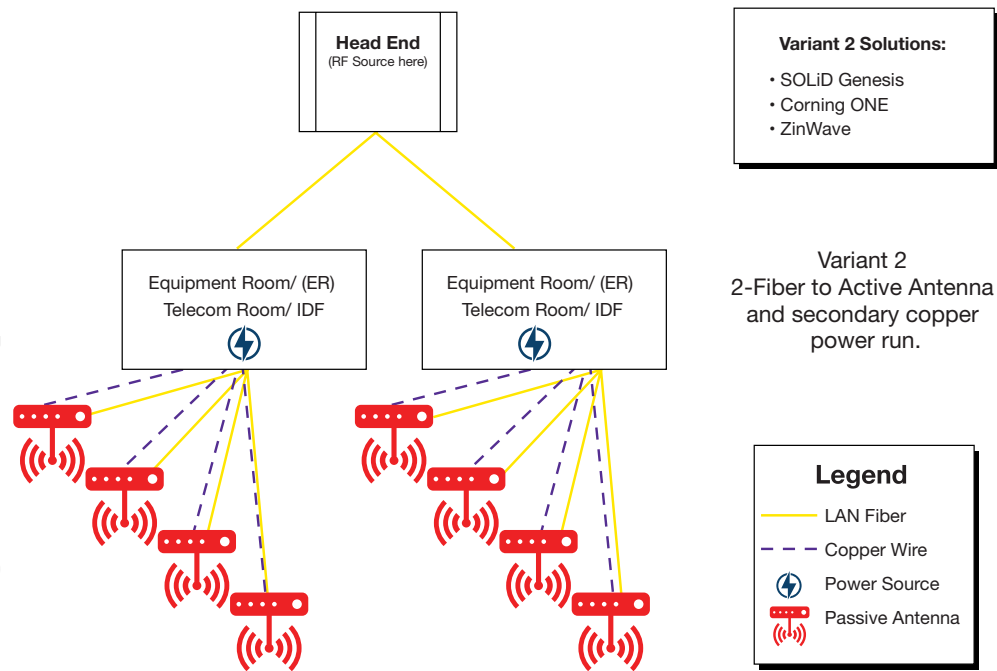 Head End
(RF Source here)
Variant 2 Solutions:
• SOLiD Genesis
• Corning ONE
• ZinWave
Equipment Room/ (ER)
Telecom Room/ IDF
Equipment Room/ (ER)
Telecom Room/ IDF
Variant 2
2-Fiber to Active Antenna
and secondary copper
power run.
Legend
LAN Fiber
Copper Wire
Power Source
Passive Antenna